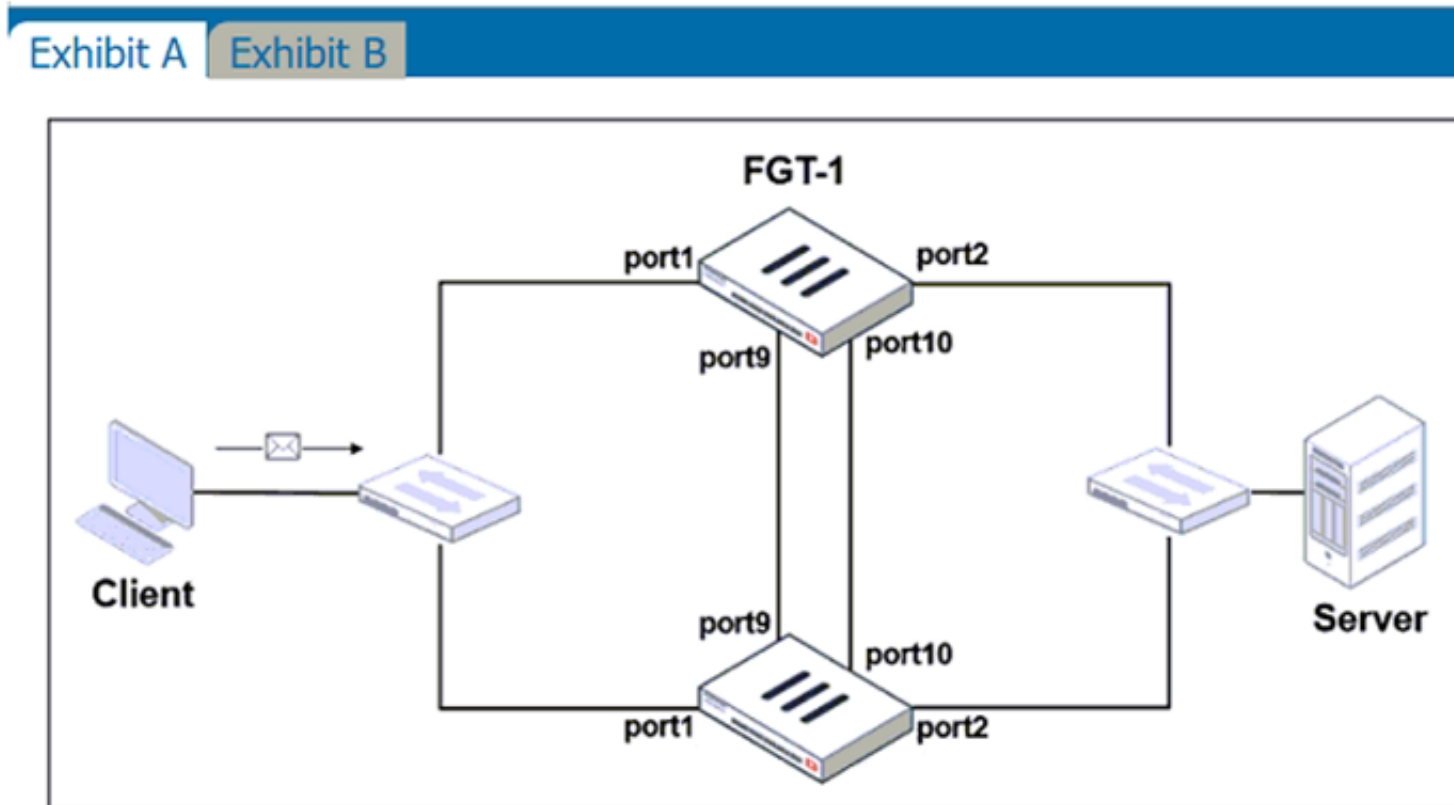 Exhibit A
Exhibit B
FGT-1
port1
port2
port9
port10
Client
Server
port9
port10
port1
port2